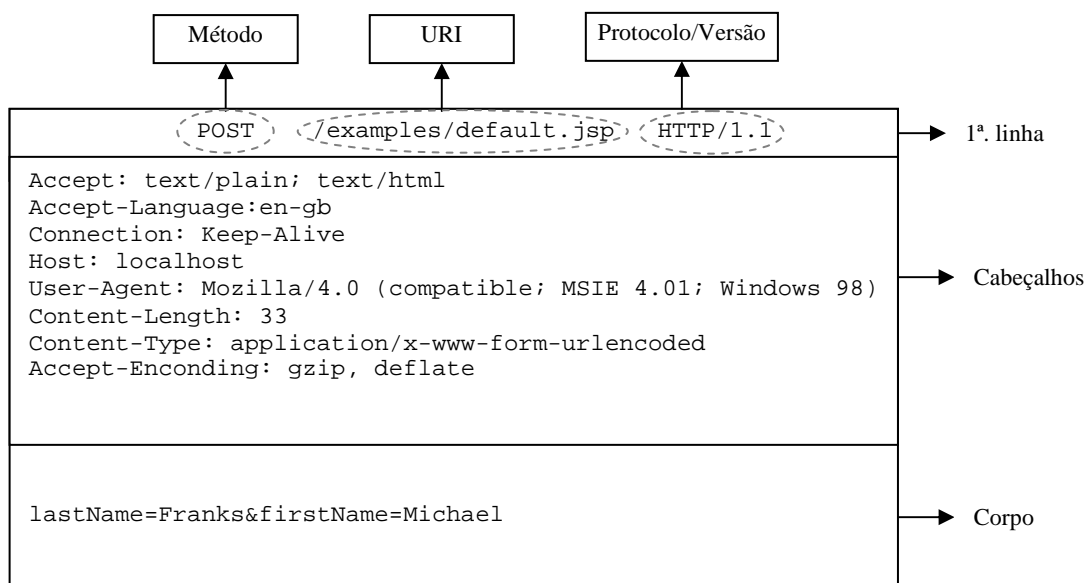 Método URI Protocolo/Versão
POST /examples/default.jsp HTTP/1.1 1ª. linha
Accept: text/plain; text/html
Accept-Language:en-gb
Connection: Keep-Alive
Host: localhost
User-Agent: Mozilla/4.0 (compatible; MSIE 4.01; Windows 98)
Cabeçalhos
Content-Length: 33
Content-Type: application/x-www-form-urlencoded
Accept-Enconding: gzip, deflate
lastName=Franks&firstName=Michael
Corpo